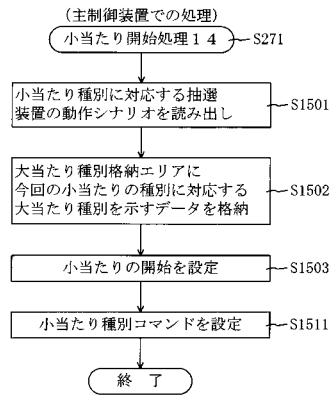 (主制御装置での処理)
小当たり開始処理14
S271
小当たり種別に対応する抽選
装置の動作シナリオを読み出し
S1501
大当たり種別格納エリアに
今回の小当たりの種別に対応する
大当たり種別を示すデータを格納
S1502
小当たりの開始を設定
S1503
小当たり種別コマンドを設定
S1511
終 了